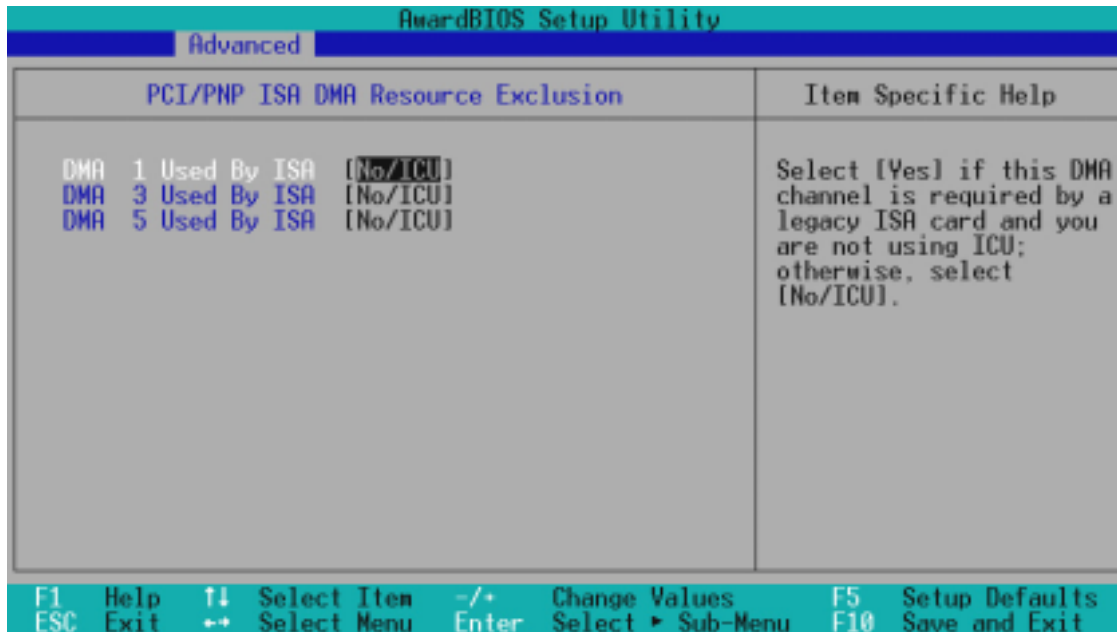 AwardBIOS Setup Utility
Advanced
PCI/PNP ISA DMA Resource Exclusion
Item Specific Help
DMA 1 Used By ISA [No/ICU]
DMA 3 Used By ISA [No/ICU]
DMA 5 Used By ISA [No/ICU]
Select [Yes] if this DMA
channel is required by a
legacy ISA card and you
are not using ICU;
otherwise, select
[No/ICU].
F1 Help ↑↓ Select Item -/+ Change Values F5 Setup Defaults
ESC Exit ←→ Select Menu Enter Select ► Sub-Menu F10 Save and Exit